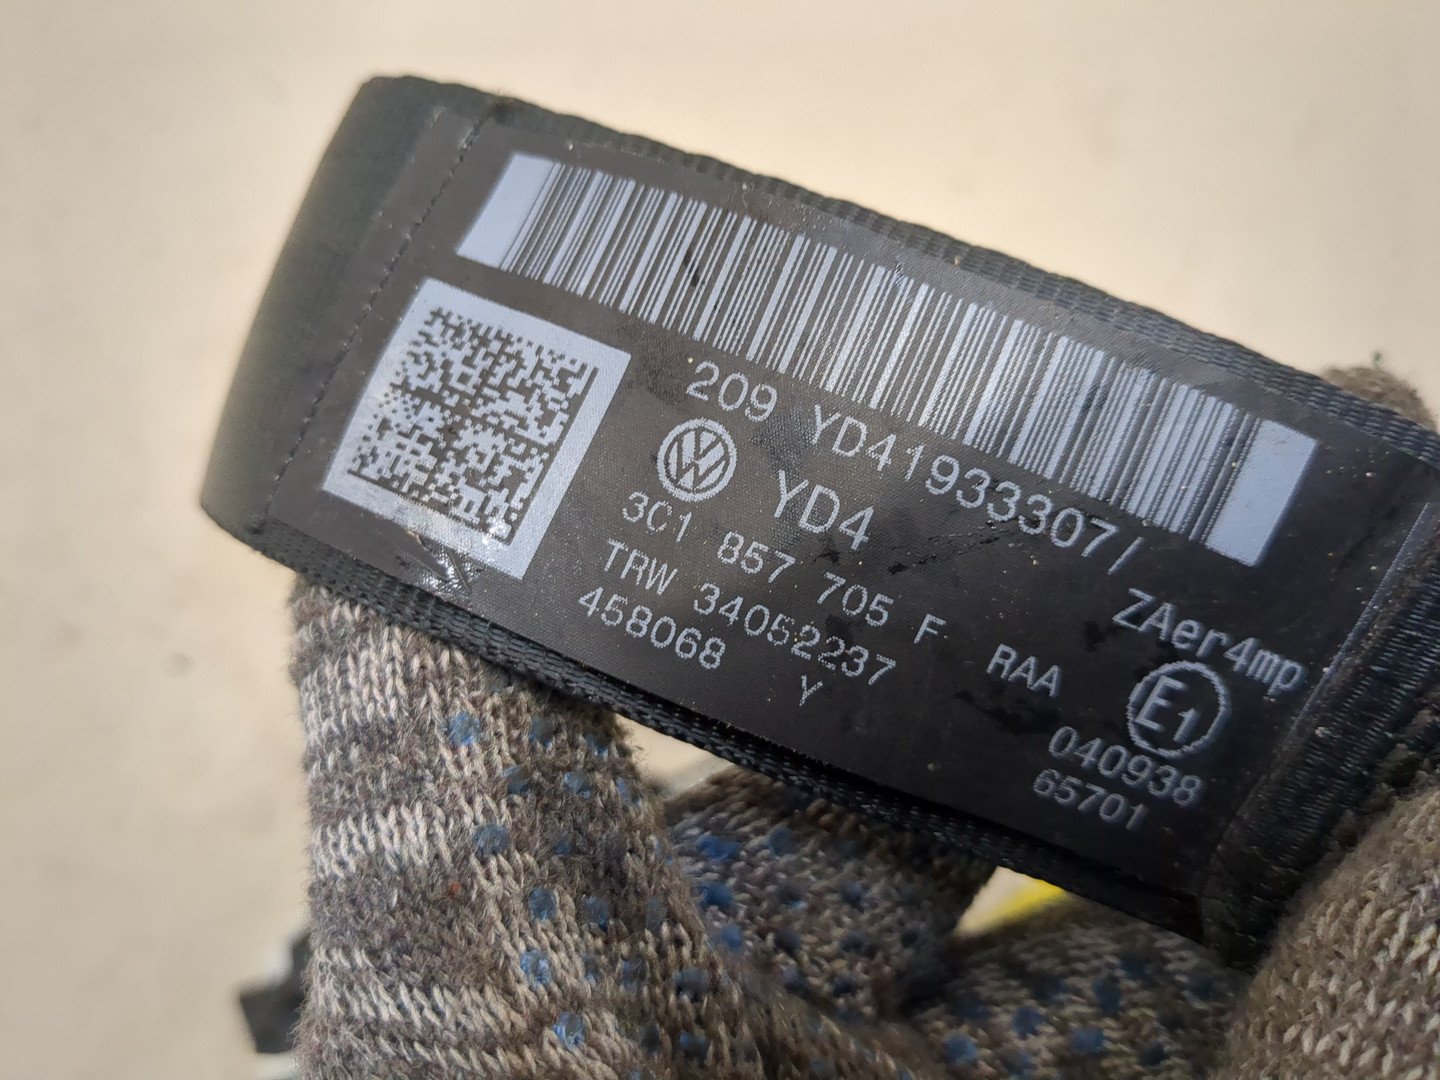 209 YD41933307/
YD4
3C1 857 705 F RAA
TRW 34052237
458068 Y
ZAer4mp
E1
040938
65701